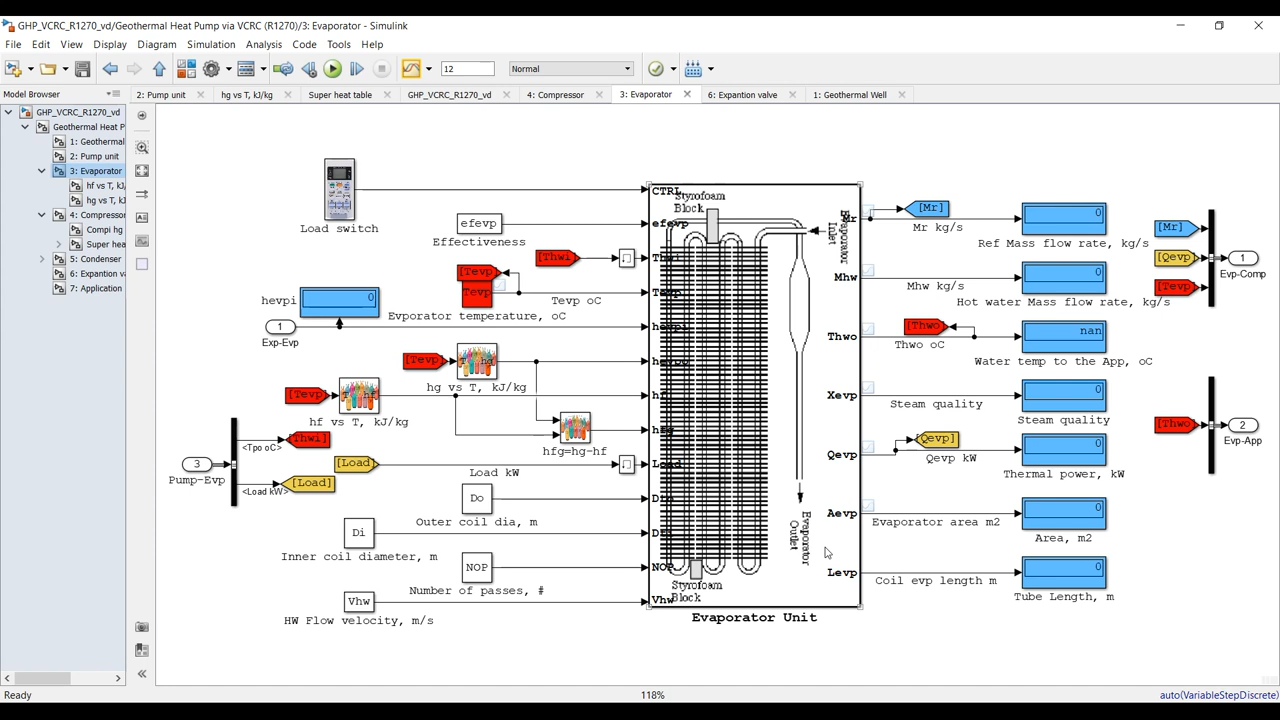 GHP_VCRC_R1270_vd/Geothermal Heat Pump via VCRC (R1270)/3: Evaporator - Simulink
File Edit View Display Diagram Simulation Analysis Code Tools Help
12 Normal
Model Browser
2: Pump unit hg vs T, kJ/kg Super heat table GHP_VCRC_R1270_vd 4: Compressor 3: Evaporator 6: Expantion valve 1: Geothermal Well
GHP_VCRC_R1270_vd
Geothermal Heat P
1: Geothermal
2: Pump unit
3: Evaporator
hf vs T, kJ/
hg vs T, kJ/
4: Compressor
Compi hg
Super hea
5: Condenser
6: Expantion va
7: Application
Load switch
efevp
Effectiveness
[Thwi]
[Tevp]
Tevp
Tevp oC
Evporator temperature, oC
hevpi
0
1
Exp-Evp
[Tevp]
T hg
hg vs T, kJ/kg
[Tevp]
T hf
hf vs T, kJ/kg
hfg=hg-hf
3
Pump-Evp
<Tpo oC>
[Thwi]
<Load kW>
[Load]
[Load]
Load kW
Do
Outer coil dia, m
Di
Inner coil diameter, m
NOP
Number of passes, #
Vhw
HW Flow velocity, m/s
CTRL
efevp
Tevp
hevpi
hf
hfg
Load
NOP
Vhw
Styrofoam
Block
Evaporator
Inlet
Evaporator
Outlet
Styrofoam
Block
Mr
Mhw
Thwo
Xevp
Qevp
Aevp
Levp
Evaporator Unit
[Mr]
Mr kg/s
0
Ref Mass flow rate, kg/s
Mhw kg/s
0
Hot water Mass flow rate, kg/s
[Thwo]
Thwo oC
nan
Water temp to the App, oC
Steam quality
0
Steam quality
[Qevp]
Qevp kW
0
Thermal power, kW
Evaporator area m2
0
Area, m2
Coil evp length m
0
Tube Length, m
[Mr]
[Qevp]
[Tevp]
1
Evp-Comp
[Thwo]
2
Evp-App
Ready 118% auto(VariableStepDiscrete)